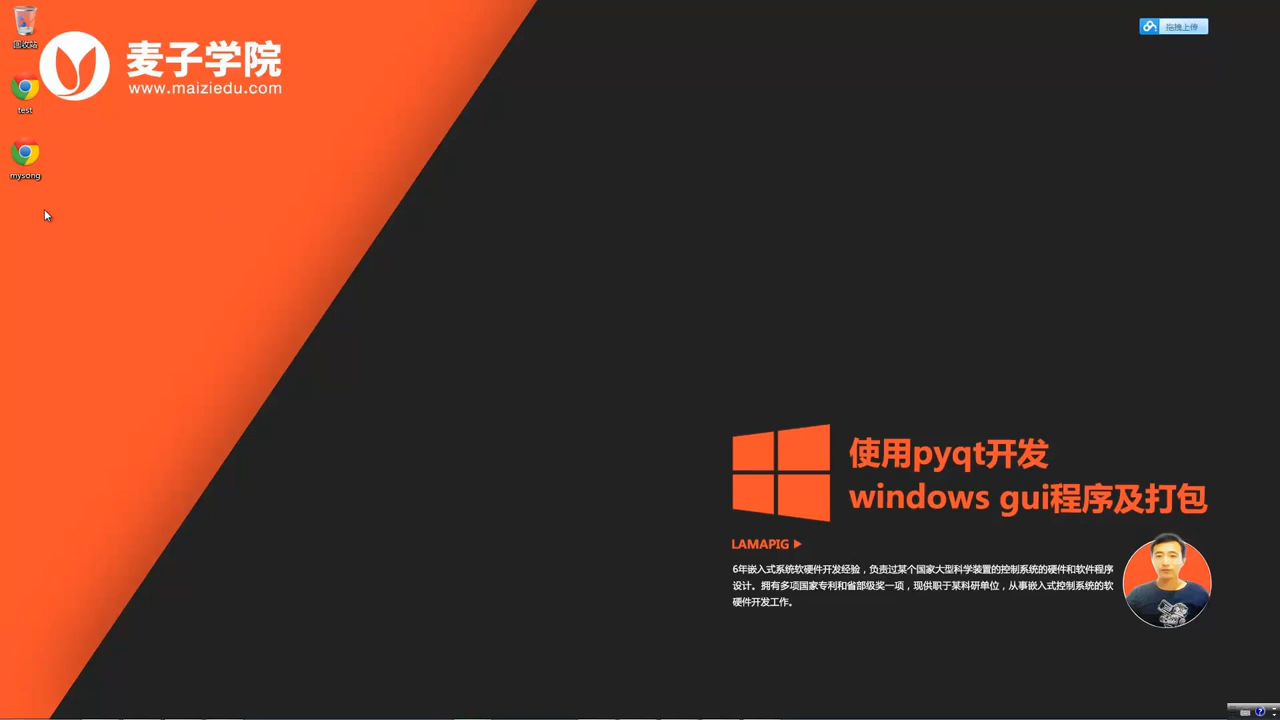 回收站
麦子学院
www.maiziedu.com
拖拽上传
test
mysong
使用pyqt开发
windows gui程序及打包
LAMAPIG
6年嵌入式系统软硬件开发经验，负责过某个国家大型科学装置的控制系统的硬件和软件程序
设计。拥有多项国家专利和省部级奖一项，现供职于某科研单位，从事嵌入式控制系统的软
硬件开发工作。